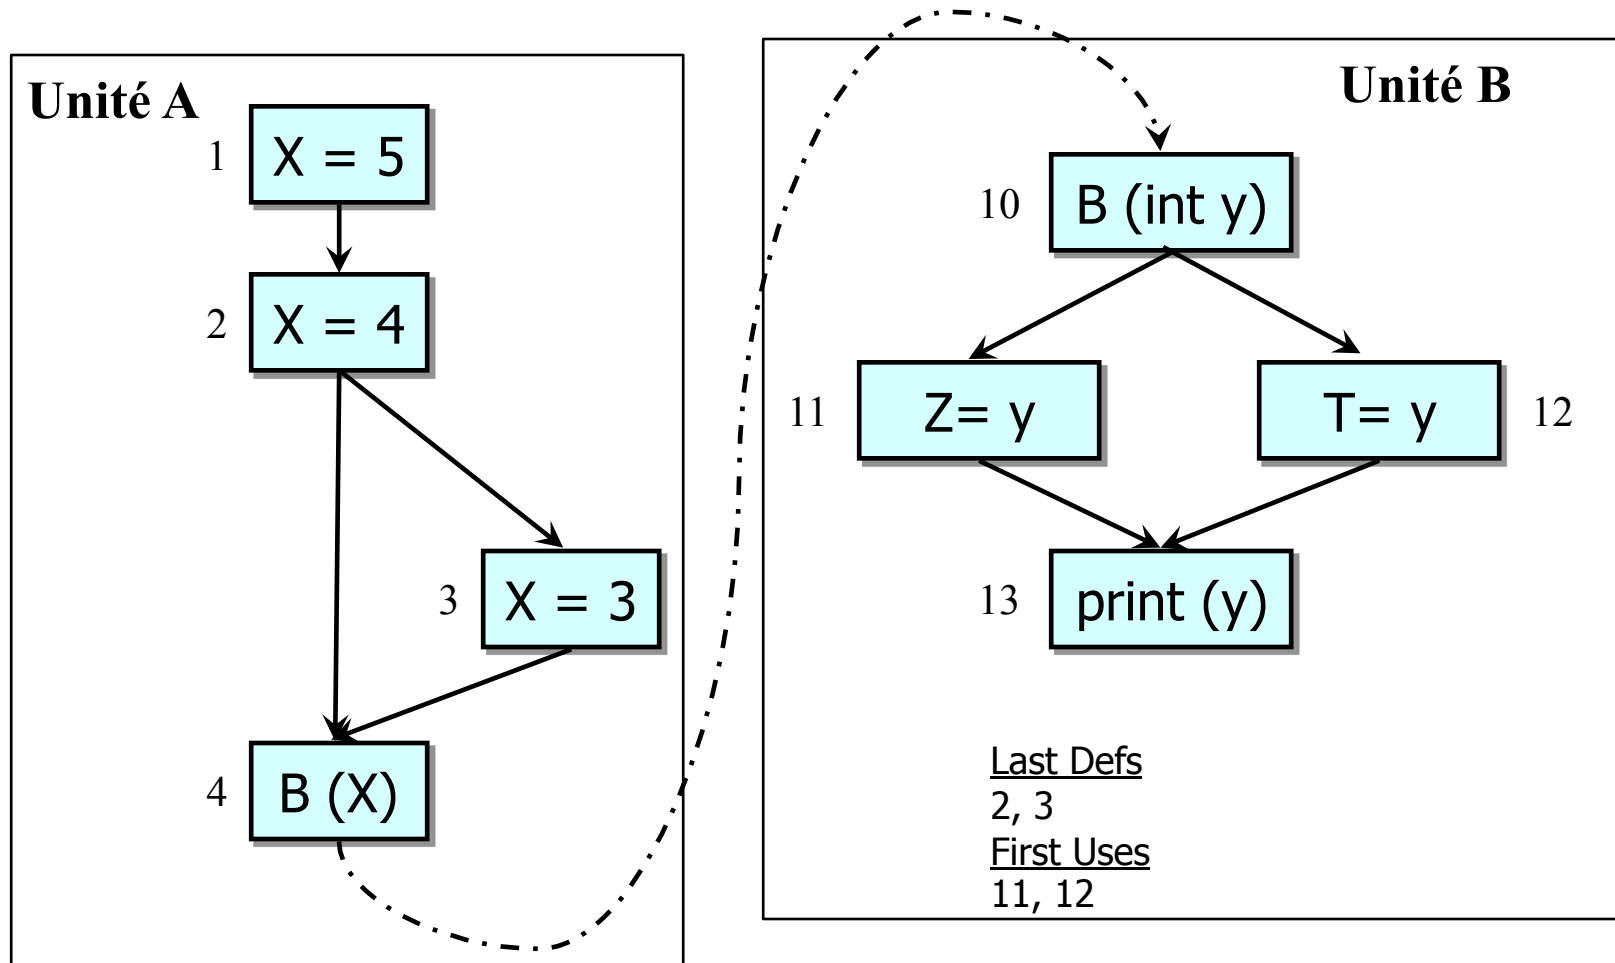 Unité A
1
X = 5
2
X = 4
3
X = 3
4
B (X)
Unité B
10
B (int y)
11
Z= y
T= y
12
13
print (y)
Last Defs
2, 3
First Uses
11, 12